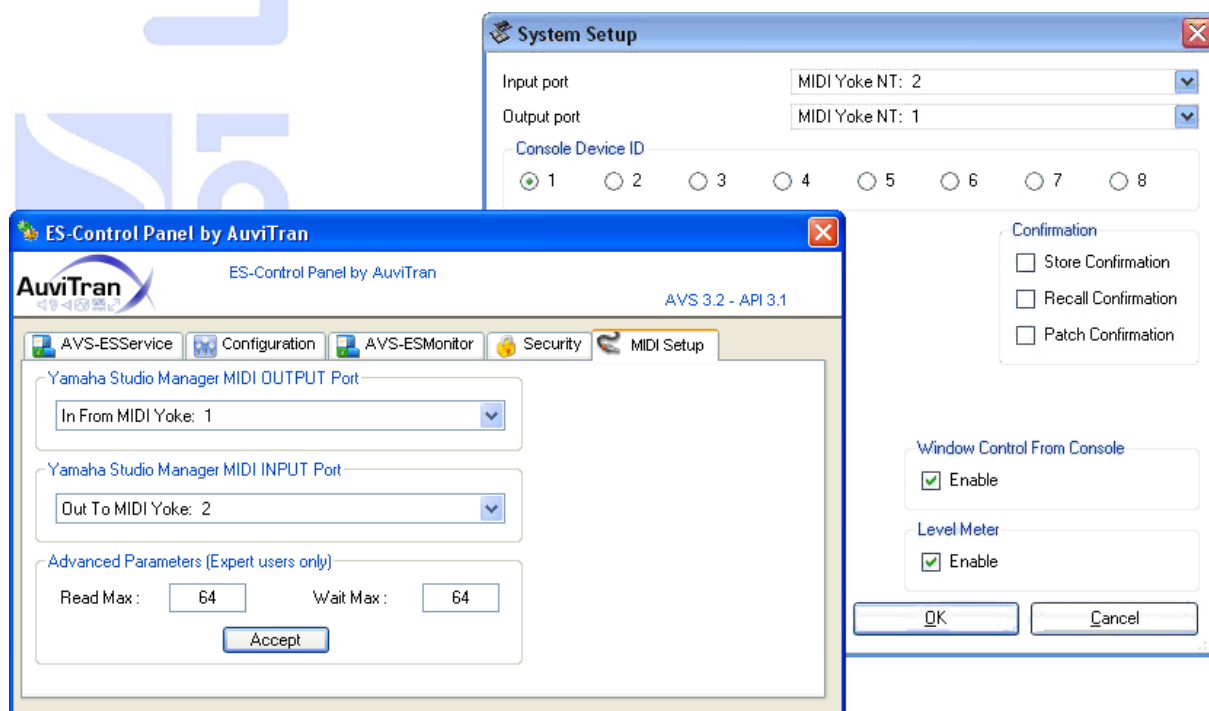 System Setup
Input port
MIDI Yoke NT: 2
Output port
MIDI Yoke NT: 1
Console Device ID
1 2 3 4 5 6 7 8
Confirmation
Store Confirmation
Recall Confirmation
Patch Confirmation
Window Control From Console
Enable
Level Meter
Enable
OK
Cancel
ES-Control Panel by AuviTran
AuviTran
ES-Control Panel by AuviTran
AVS 3.2 - API 3.1
AVS-ESService
Configuration
AVS-ESMonitor
Security
MIDI Setup
Yamaha Studio Manager MIDI OUTPUT Port
In From MIDI Yoke: 1
Yamaha Studio Manager MIDI INPUT Port
Out To MIDI Yoke: 2
Advanced Parameters (Expert users only)
Read Max : 64 Wait Max : 64
Accept